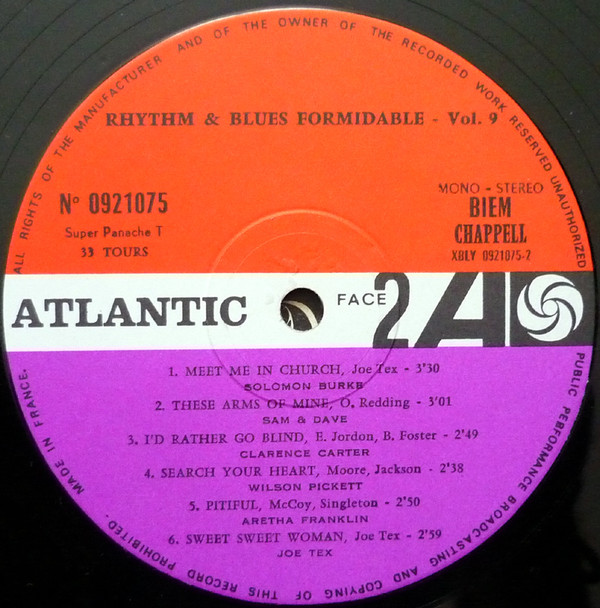 ALL RIGHTS OF THE MANUFACTURER AND OF THE OWNER OF THE RECORDED WORK RESERVED UNAUTHORIZED
RHYTHM & BLUES FORMIDABLE - Vol. 9
N° 0921075
Super Panache T
33 TOURS
MONO - STEREO
BIEM
CHAPPELL
XBLY 0921075-2
ATLANTIC
FACE 2
A
1. MEET ME IN CHURCH, Joe Tex - 3'30
SOLOMON BURKE
2. THESE ARMS OF MINE, O. Redding - 3'01
SAM & DAVE
3. I'D RATHER GO BLIND, E. Jordon, B. Foster - 2'49
CLARENCE CARTER
4. SEARCH YOUR HEART, Moore, Jackson - 2'38
WILSON PICKETT
5. PITIFUL, McCoy, Singleton - 2'50
ARETHA FRANKLIN
6. SWEET SWEET WOMAN, Joe Tex - 2'59
JOE TEX
PUBLIC PERFORMANCE BROADCASTING AND COPYING OF THIS RECORD PROHIBITED. MADE IN FRANCE.